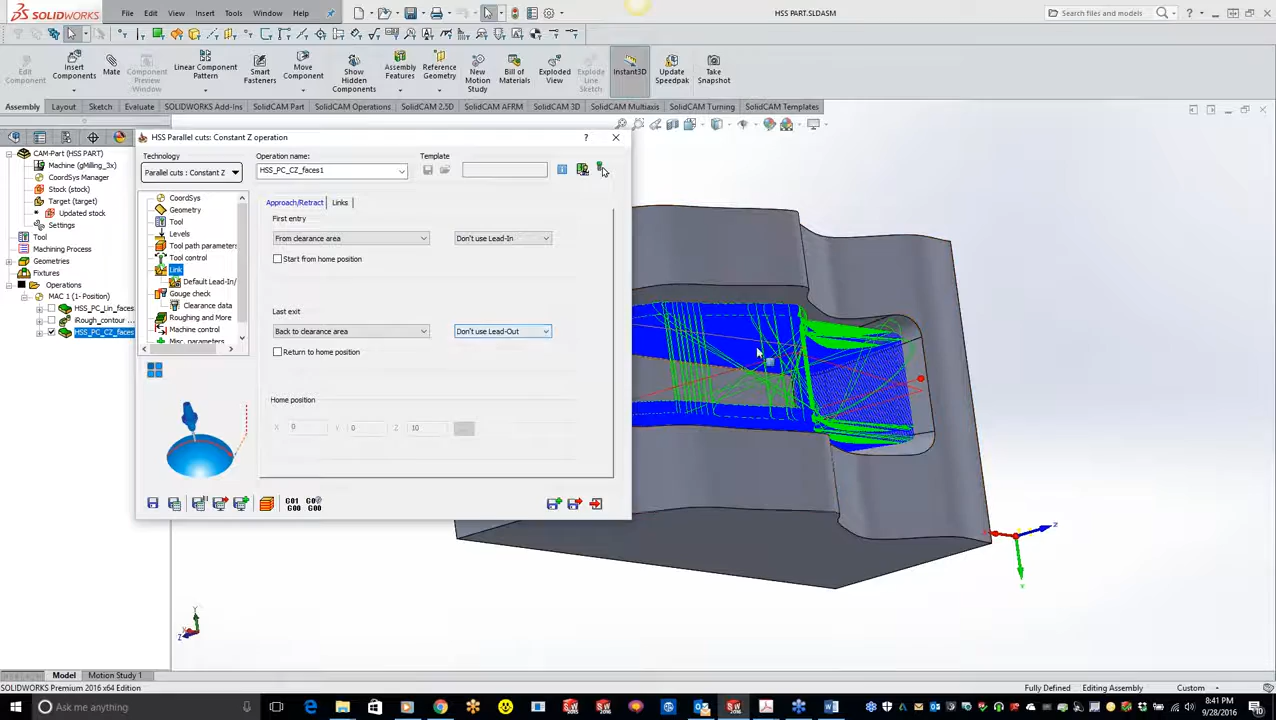 SOLIDWORKS
File Edit View Insert Tools Window Help
HSS PART.SLDASM
Search files and models
Edit Component
Insert Components
Mate
Component Preview Window
Linear Component Pattern
Smart Fasteners
Move Component
Show Hidden Components
Assembly Features
Reference Geometry
New Motion Study
Bill of Materials
Exploded View
Explode Line Sketch
Instant3D
Update Speedpak
Take Snapshot
Assembly Layout Sketch Evaluate SOLIDWORKS Add-Ins SolidCAM Part SolidCAM Operations SolidCAM 2.5D SolidCAM AFRM SolidCAM 3D SolidCAM Multiaxis SolidCAM Turning SolidCAM Templates
CAM-Part (HSS PART)
Machine (gMilling_3x)
CoordSys Manager
Stock (stock)
Target (target)
Updated stock
Settings
Tool
Machining Process
Geometries
Fixtures
Operations
MAC 1 (1- Position)
HSS_PC_Lin_faces
iRough_contour
HSS_PC_CZ_faces
HSS Parallel cuts: Constant Z operation
Technology
Parallel cuts : Constant Z
Operation name:
HSS_PC_CZ_faces1
Template
CoordSys
Geometry
Tool
Levels
Tool path parameters
Tool control
Link
Default Lead-In/
Gouge check
Clearance data
Roughing and More
Machine control
Misc. parameters
Approach/Retract Links
First entry
From clearance area
Don't use Lead-In
Start from home position
Last exit
Back to clearance area
Don't use Lead-Out
Return to home position
Home position
X 0 Y 0 Z 10
G01 G00
Model Motion Study 1
SOLIDWORKS Premium 2016 x64 Edition
Fully Defined Editing Assembly Custom
Ask me anything
8:41 PM
9/28/2016